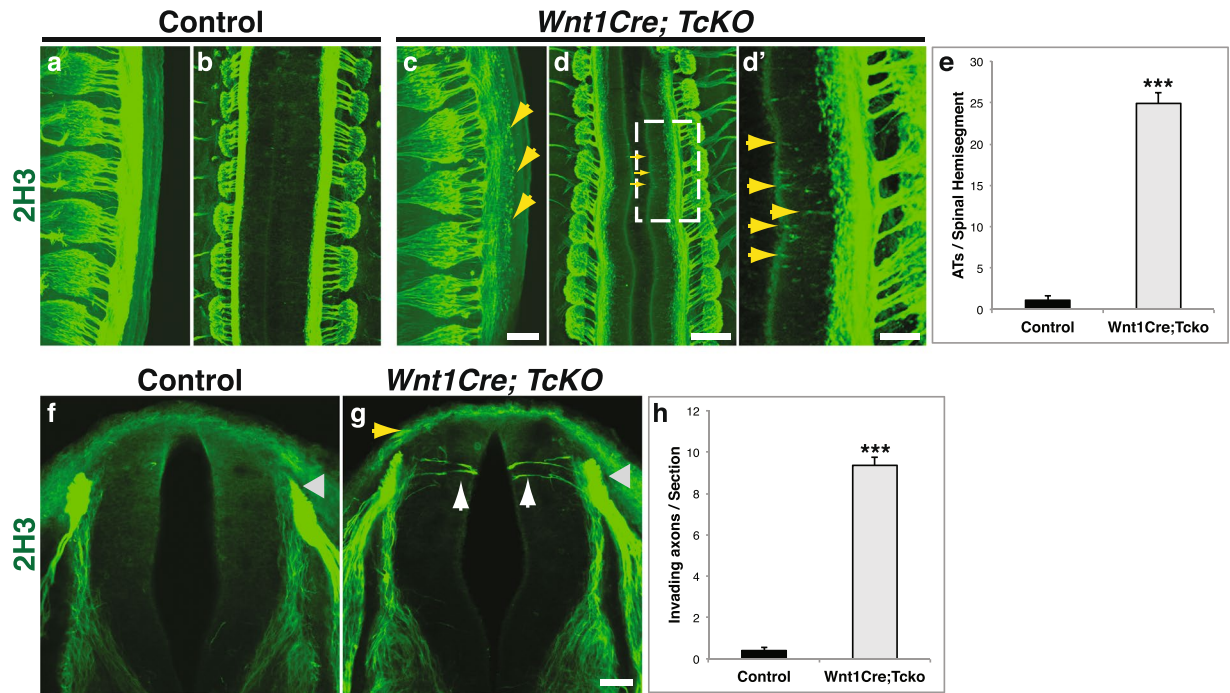 Control
Wnt1Cre; TcKO
2H3
a
b
c
d
d'
e
ATs / Spinal Hemisegment
30
25
20
15
10
5
0
***
Control
Wnt1Cre;Tcko
Control
Wnt1Cre; TcKO
2H3
f
g
h
Invading axons / Section
12
10
8
6
4
2
0
***
Control
Wnt1Cre;Tcko